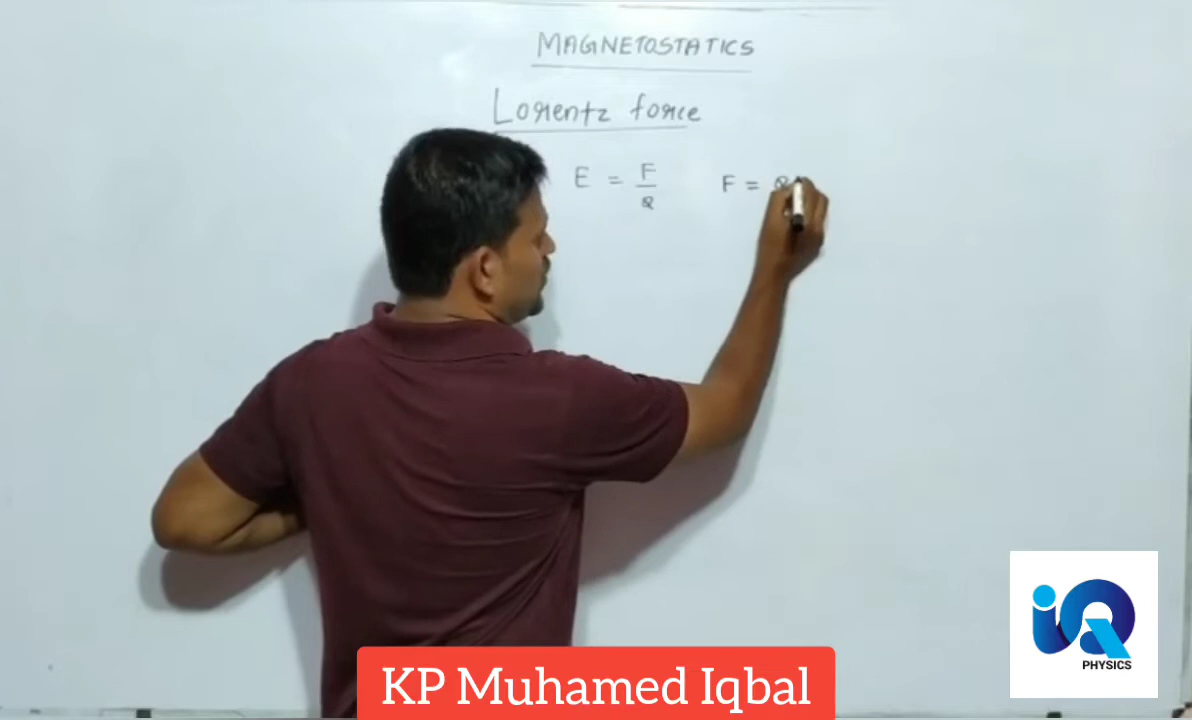 MAGNETOSTATICS
Lorentz force
E = F/Q F = Q
KP Muhamed Iqbal
iQ
PHYSICS